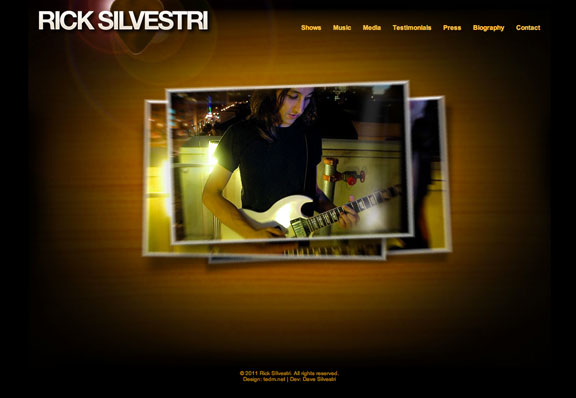 RICK SILVESTRI
Shows Music Media Testimonials Press Biography Contact
© 2011 Rick Silvestri. All rights reserved.
Design: tedm.net | Dev: Dave Silvestri